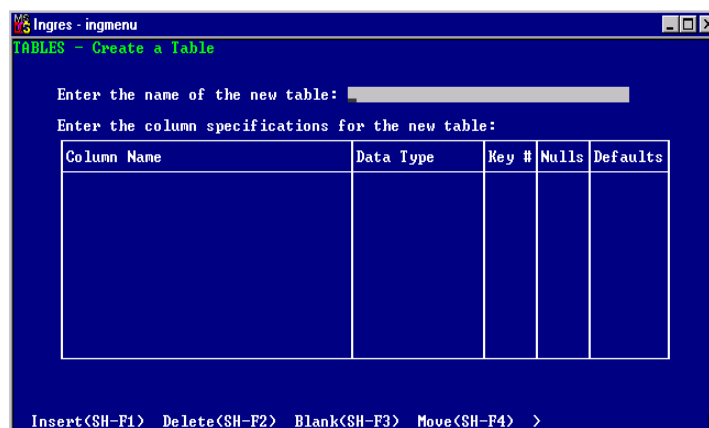 Ingres - ingmenu
TABLES - Create a Table
Enter the name of the new table:
Enter the column specifications for the new table:
Column Name Data Type Key # Nulls Defaults
Insert(SH-F1) Delete(SH-F2) Blank(SH-F3) Move(SH-F4) >